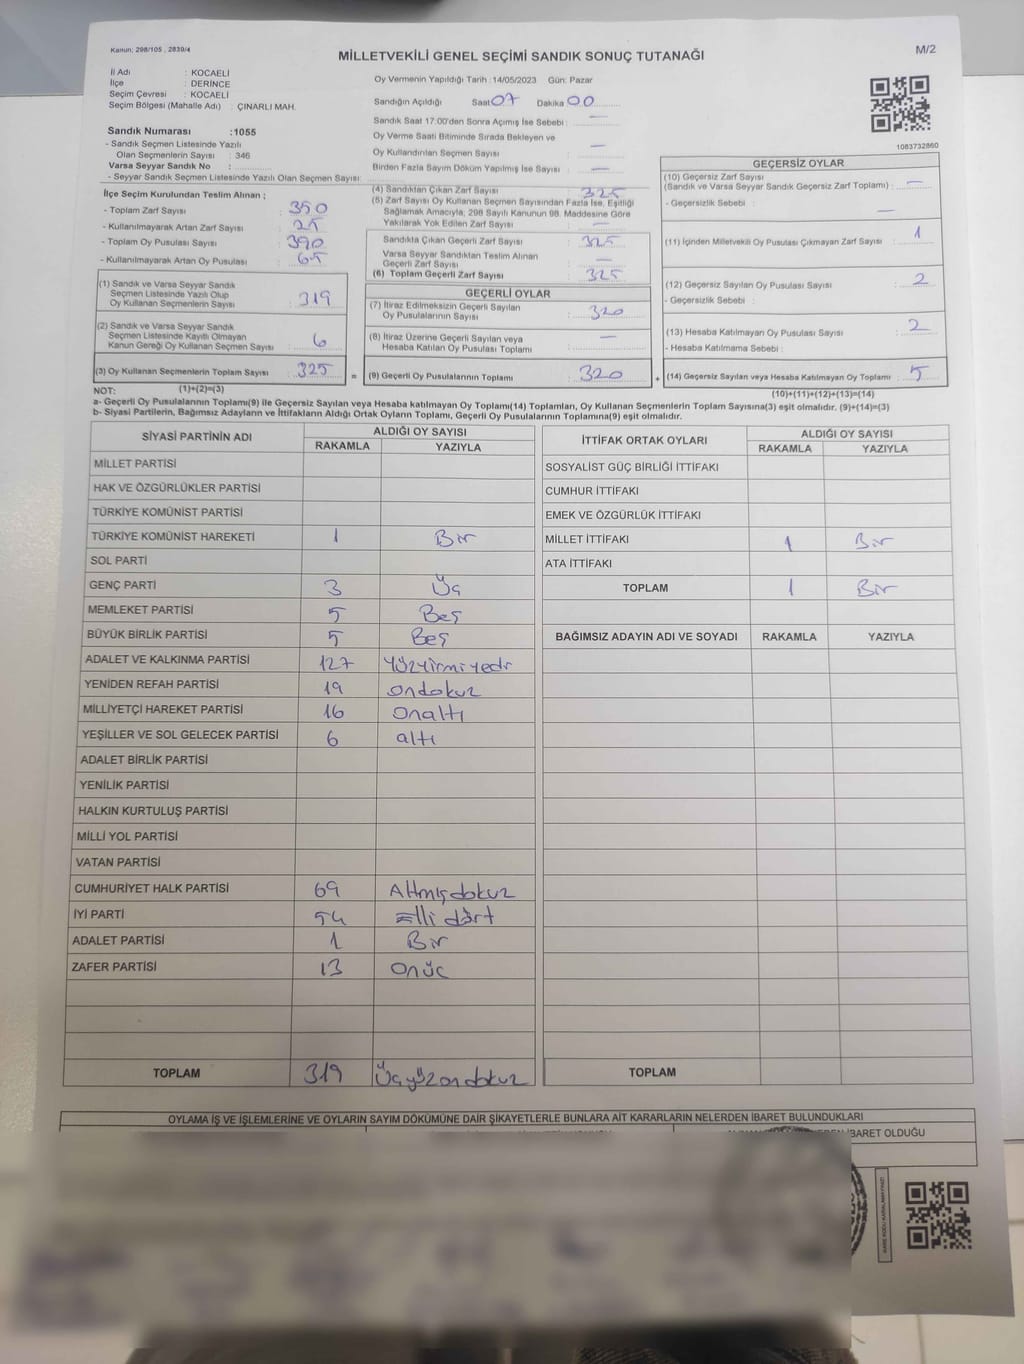 Kanun; 298/105 , 2839/4
MİLLETVEKİLİ GENEL SEÇİMİ SANDIK SONUÇ TUTANAĞI
M/2
İl Adı : KOCAELİ
İlçe : DERİNCE
Seçim Çevresi : KOCAELİ
Seçim Bölgesi (Mahalle Adı) : ÇINARLI MAH.
Sandık Numarası :1055
- Sandık Seçmen Listesinde Yazılı
Olan Seçmenlerin Sayısı : 346
Varsa Seyyar Sandık No :
- Seyyar Sandık Seçmen Listesinde Yazılı Olan Seçmen Sayısı:
İlçe Seçim Kurulundan Teslim Alınan ;
- Toplam Zarf Sayısı : 350
- Kullanılmayarak Artan Zarf Sayısı : 25
- Toplam Oy Pusulası Sayısı : 390
- Kullanılmayarak Artan Oy Pusulası : 65
(1) Sandık ve Varsa Seyyar Sandık
Seçmen Listesinde Yazılı Olup
Oy Kullanan Seçmenlerin Sayısı : 319
(2) Sandık ve Varsa Seyyar Sandık
Seçmen Listesinde Kayıtlı Olmayan
Kanun Gereği Oy Kullanan Seçmen Sayısı : 6
(3) Oy Kullanan Seçmenlerin Toplam Sayısı : 325
Oy Vermenin Yapıldığı Tarih :14/05/2023 Gün: Pazar
Sandığın Açıldığı Saat 07 Dakika 00
Sandık Saat 17:00'den Sonra Açımış İse Sebebi : —
Oy Verme Saati Bitiminde Sırada Bekleyen ve
Oy Kullandırılan Seçmen Sayısı : —
Birden Fazla Sayım Döküm Yapılmış İse Sayısı : —
(4) Sandıktan Çıkan Zarf Sayısı : 325
(5) Zarf Sayısı Oy Kullanan Seçmen Sayısından Fazla İse, Eşitliği
Sağlamak Amacıyla, 298 Sayılı Kanunun 98. Maddesine Göre
Yakılarak Yok Edilen Zarf Sayısı : —
Sandıkta Çıkan Geçerli Zarf Sayısı : 325
Varsa Seyyar Sandıktan Teslim Alınan
Geçerli Zarf Sayısı : —
(6) Toplam Geçerli Zarf Sayısı : 325
GEÇERLİ OYLAR
(7) İtiraz Edilmeksizin Geçerli Sayılan
Oy Pusulalarının Sayısı : 320
(8) İtiraz Üzerine Geçerli Sayılan veya
Hesaba Katılan Oy Pusulası Toplamı : —
= (9) Geçerli Oy Pusulalarının Toplamı : 320
1083732860
GEÇERSİZ OYLAR
(10) Geçersiz Zarf Sayısı
(Sandık ve Varsa Seyyar Sandık Geçersiz Zarf Toplamı) : —
- Geçersizlik Sebebi : —
(11) İçinden Milletvekili Oy Pusulası Çıkmayan Zarf Sayısı : 1
(12) Geçersiz Sayılan Oy Pusulası Sayısı : 2
- Geçersizlik Sebebi :
(13) Hesaba Katılmayan Oy Pusulası Sayısı : 2
- Hesaba Katılmama Sebebi :
+ (14) Geçersiz Sayılan veya Hesaba Katılmayan Oy Toplamı : 5
NOT: (1)+(2)=(3)
(10)+(11)+(12)+(13)=(14)
a- Geçerli Oy Pusulalarının Toplamı(9) ile Geçersiz Sayılan veya Hesaba katılmayan Oy Toplamı(14) Toplamları, Oy Kullanan Seçmenlerin Toplam Sayısına(3) eşit olmalıdır. (9)+(14)=(3)
b- Siyasi Partilerin, Bağımsız Adayların ve İttifakların Aldığı Ortak Oyların Toplamı, Geçerli Oy Pusulalarının Toplamına(9) eşit olmalıdır.
SİYASİ PARTİNİN ADI
ALDIĞI OY SAYISI
RAKAMLA YAZIYLA
MİLLET PARTİSİ
HAK VE ÖZGÜRLÜKLER PARTİSİ
TÜRKİYE KOMÜNİST PARTİSİ
TÜRKİYE KOMÜNİST HAREKETİ 1 Bir
SOL PARTİ
GENÇ PARTİ 3 Üç
MEMLEKET PARTİSİ 5 Beş
BÜYÜK BİRLİK PARTİSİ 5 Beş
ADALET VE KALKINMA PARTİSİ 127 Yüzyirmiyedi
YENİDEN REFAH PARTİSİ 19 ondokuz
MİLLİYETÇİ HAREKET PARTİSİ 16 Onaltı
YEŞİLLER VE SOL GELECEK PARTİSİ 6 altı
ADALET BİRLİK PARTİSİ
YENİLİK PARTİSİ
HALKIN KURTULUŞ PARTİSİ
MİLLİ YOL PARTİSİ
VATAN PARTİSİ
CUMHURİYET HALK PARTİSİ 69 Altmışdokuz
İYİ PARTİ 54 Elli dört
ADALET PARTİSİ 1 Bir
ZAFER PARTİSİ 13 Onüç
TOPLAM 319 Üçyüzondokuz
İTTİFAK ORTAK OYLARI
ALDIĞI OY SAYISI
RAKAMLA YAZIYLA
SOSYALİST GÜÇ BİRLİĞİ İTTİFAKI
CUMHUR İTTİFAKI
EMEK VE ÖZGÜRLÜK İTTİFAKI
MİLLET İTTİFAKI 1 Bir
ATA İTTİFAKI
TOPLAM 1 Bir
BAĞIMSIZ ADAYIN ADI VE SOYADI RAKAMLA YAZIYLA
TOPLAM
OYLAMA İŞ VE İŞLEMLERİNE VE OYLARIN SAYIM DÖKÜMÜNE DAİR ŞİKAYETLERLE BUNLARA AİT KARARLARIN NELERDEN İBARET BULUNDUKLARI
İBARET OLDUĞU